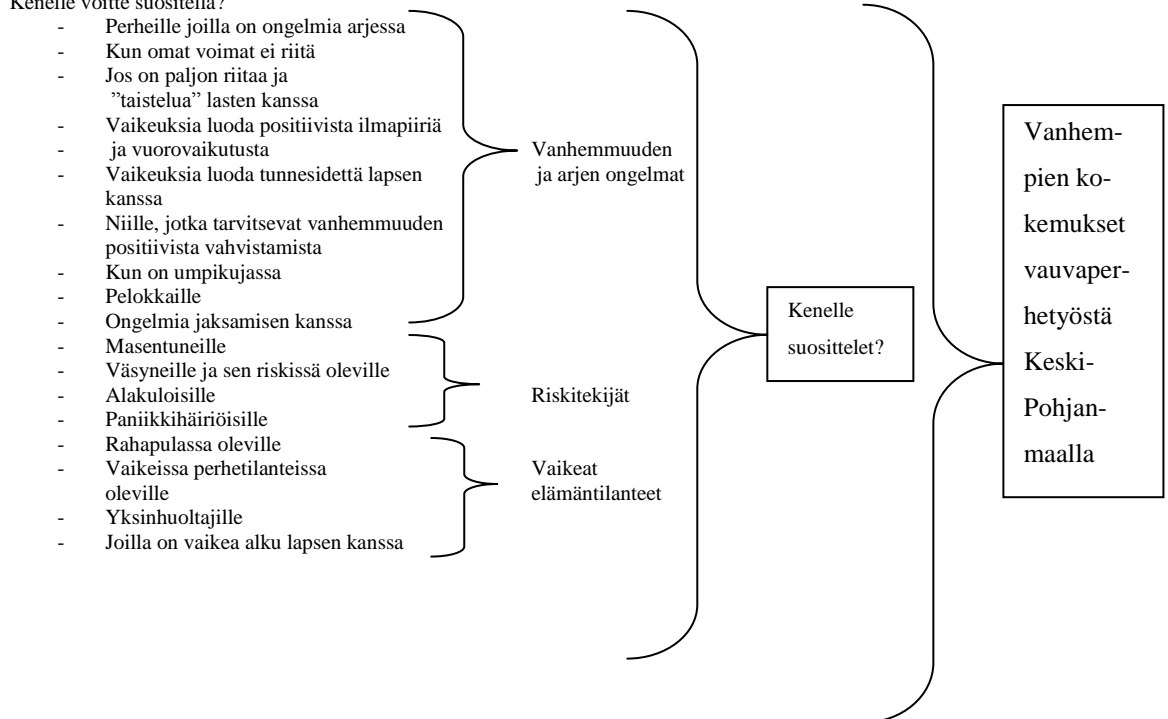 Kenelle voitte suositella?
- Perheille joilla on ongelmia arjessa
- Kun omat voimat ei riitä
- Jos on paljon riitaa ja
”taistelua” lasten kanssa
- Vaikeuksia luoda positiivista ilmapiiriä
- ja vuorovaikutusta
- Vaikeuksia luoda tunnesidettä lapsen
kanssa
- Niille, jotka tarvitsevat vanhemmuuden
positiivista vahvistamista
- Kun on umpikujassa
- Pelokkaille
- Ongelmia jaksamisen kanssa
- Masentuneille
- Väsyneille ja sen riskissä oleville
- Alakuloisille
- Paniikkihäiriöisille
- Rahapulassa oleville
- Vaikeissa perhetilanteissa
oleville
- Yksinhuoltajille
- Joilla on vaikea alku lapsen kanssa
Vanhemmuuden
ja arjen ongelmat
Riskitekijät
Vaikeat
elämäntilanteet
Kenelle
suosittelet?
Vanhem-
pien ko-
kemukset
vauvaper-
hetyöstä
Keski-
Pohjan-
maalla